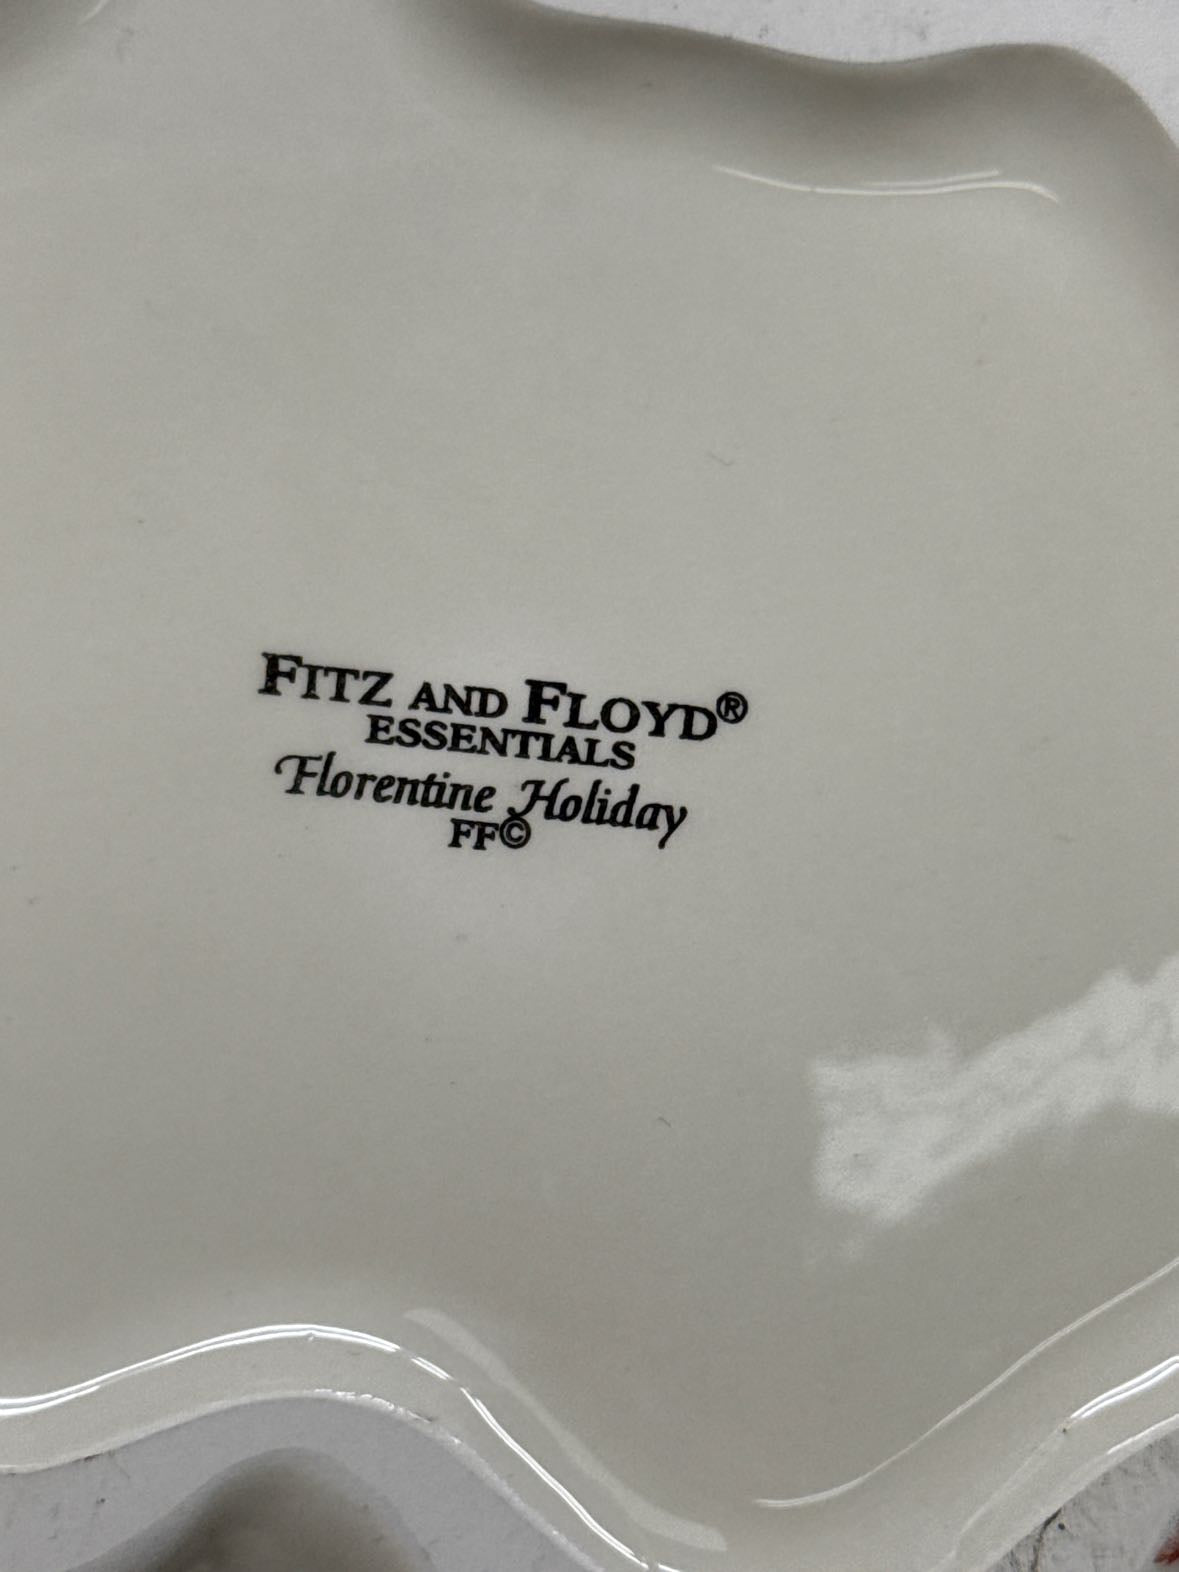 FITZ AND FLOYD®
ESSENTIALS
Florentine Holiday
FF©